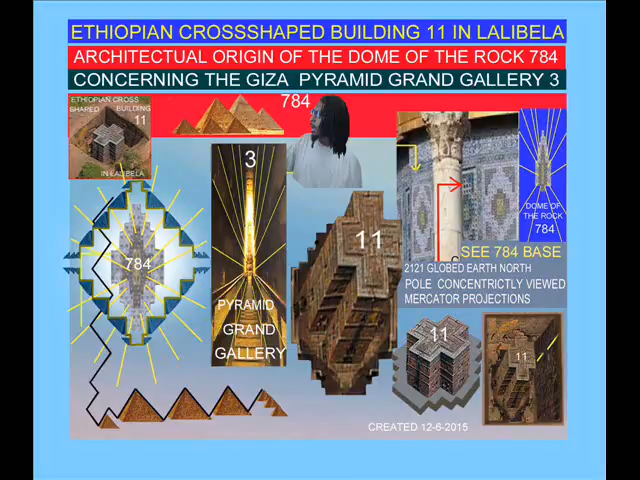 ETHIOPIAN CROSSSHAPED BUILDING 11 IN LALIBELA
ARCHITECTUAL ORIGIN OF THE DOME OF THE ROCK 784
CONCERNING THE GIZA PYRAMID GRAND GALLERY 3
784
ETHIOPIAN CROSS
SHAPED BUILDING
11
IN LALIBELA
3
11
DOME OF
THE ROCK
784
784
SEE 784 BASE
2121 GLOBED EARTH NORTH
POLE CONCENTRICTLY VIEWED
MERCATOR PROJECTIONS
PYRAMID
GRAND
GALLERY
11
11
CREATED 12-6-2015